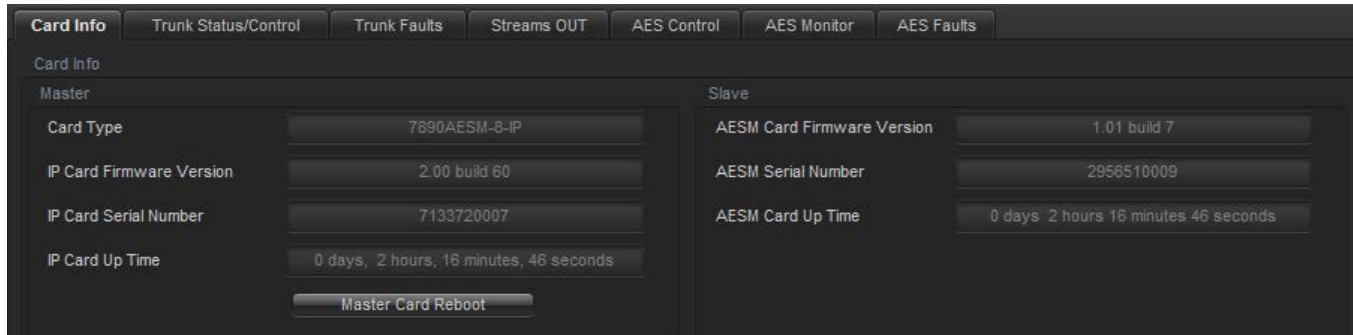 Card Info Trunk Status/Control Trunk Faults Streams OUT AES Control AES Monitor AES Faults
Card Info
Master
Card Type 7890AESM-8-IP
IP Card Firmware Version 2.00 build 60
IP Card Serial Number 7133720007
IP Card Up Time 0 days, 2 hours, 16 minutes, 46 seconds
Master Card Reboot
Slave
AESM Card Firmware Version 1.01 build 7
AESM Serial Number 2956510009
AESM Card Up Time 0 days 2 hours 16 minutes 46 seconds